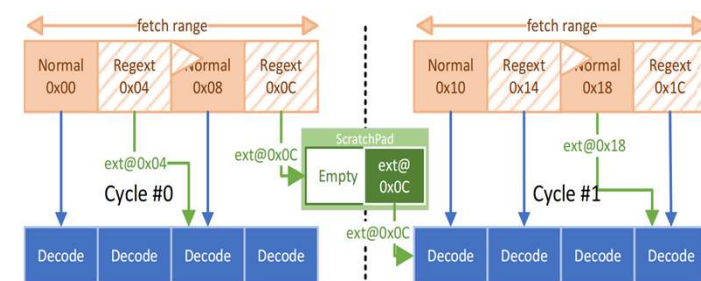 fetch range
fetch range
Normal
0x00
Regext
0x04
Normal
0x08
Regext
0x0C
Normal
0x10
Regext
0x14
Normal
0x18
Regext
0x1C
ScratchPad
ext@0x04
ext@0x0C
Empty
ext@
0x0C
ext@0x18
Cycle #0
Cycle #1
ext@0x0C
Decode
Decode
Decode
Decode
Decode
Decode
Decode
Decode